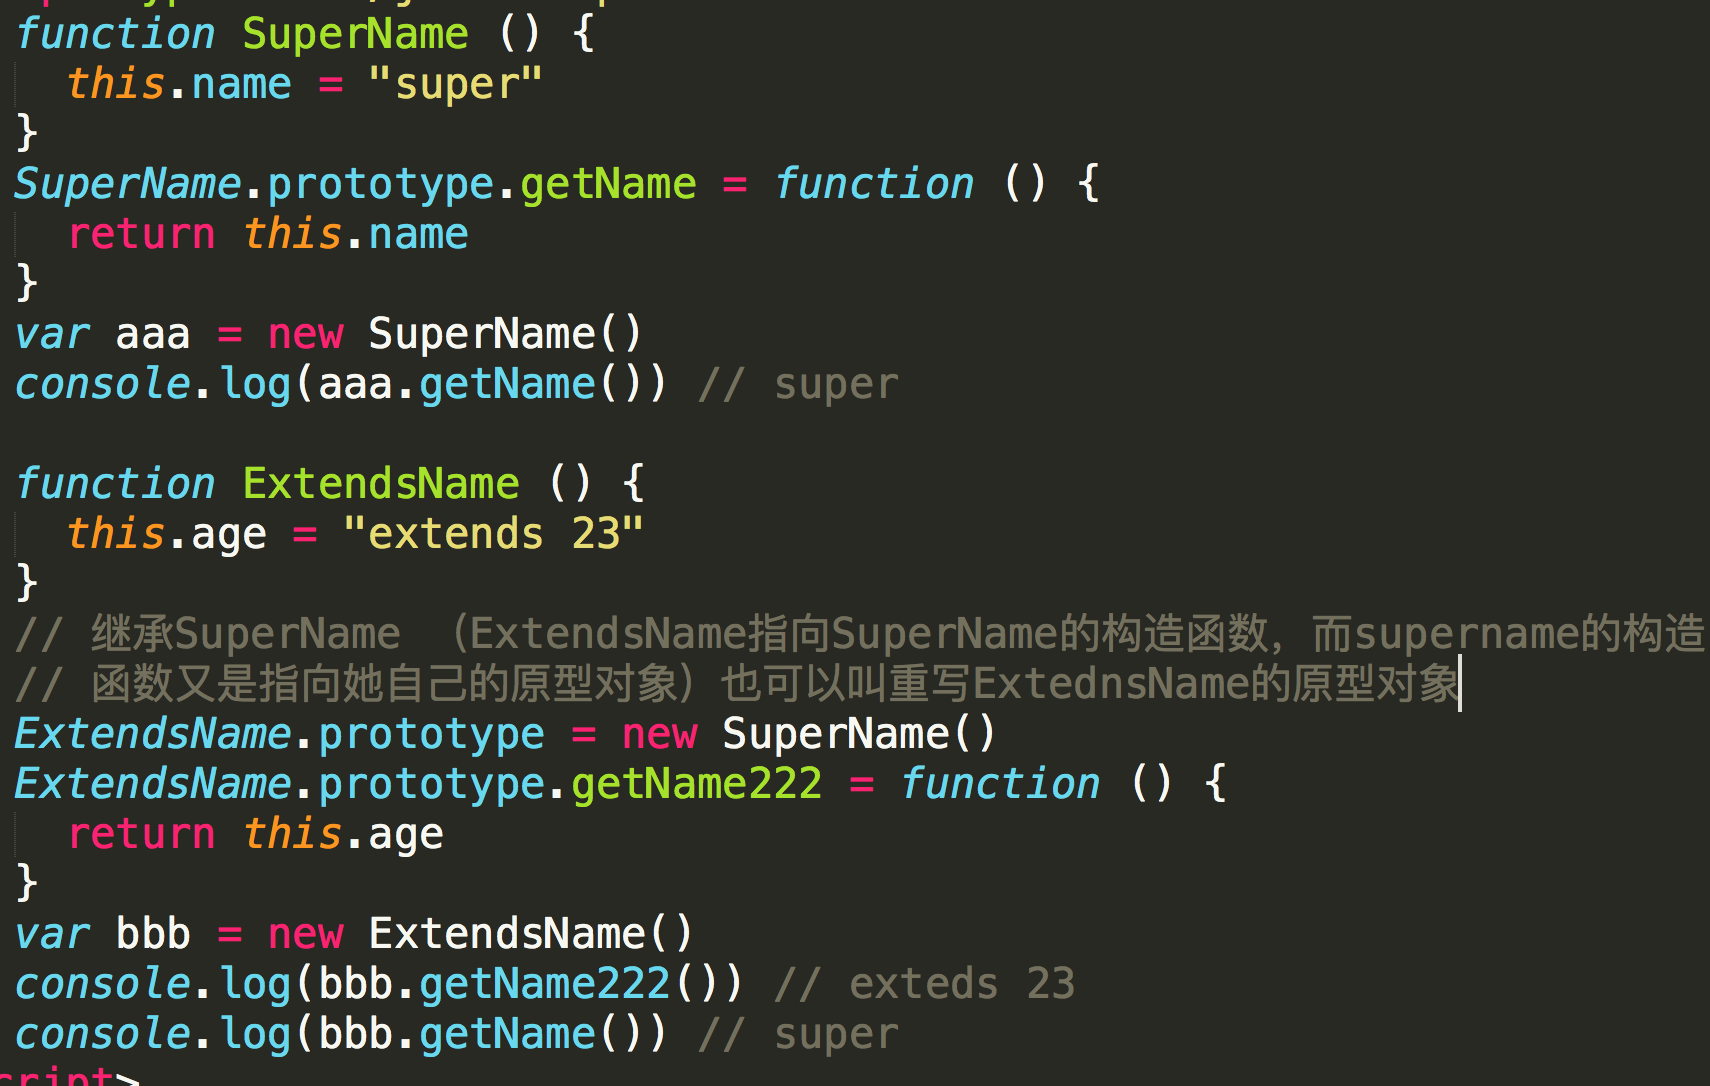 function SuperName () {
  this.name = "super"
}
SuperName.prototype.getName = function () {
  return this.name
}
var aaa = new SuperName()
console.log(aaa.getName()) // super
function ExtendsName () {
  this.age = "extends 23"
}
// 继承SuperName （ExtendsName指向SuperName的构造函数，而supername的构造
// 函数又是指向她自己的原型对象）也可以叫重写ExtednsName的原型对象
ExtendsName.prototype = new SuperName()
ExtendsName.prototype.getName222 = function () {
  return this.age
}
var bbb = new ExtendsName()
console.log(bbb.getName222()) // exteds 23
console.log(bbb.getName()) // super
cript>